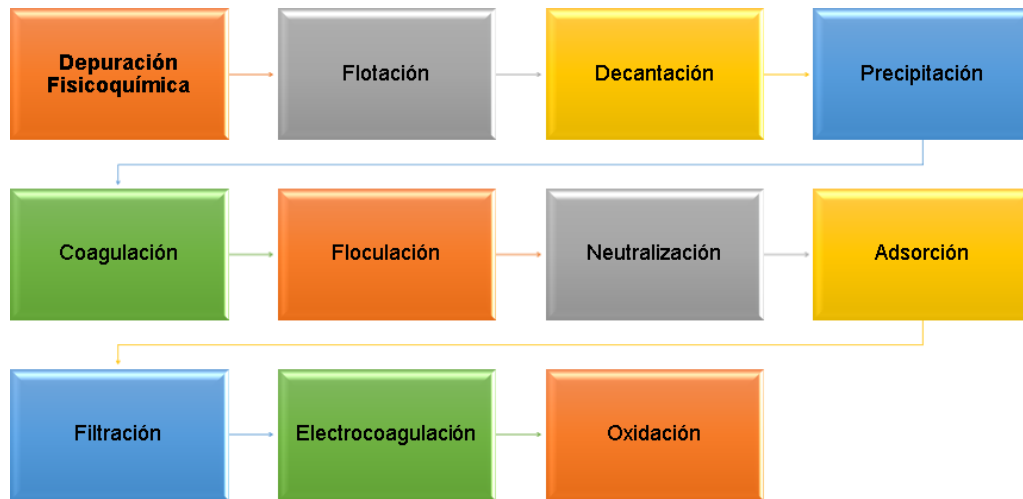 Depuración
Fisicoquímica
Flotación
Decantación
Precipitación
Coagulación
Floculación
Neutralización
Adsorción
Filtración
Electrocoagulación
Oxidación